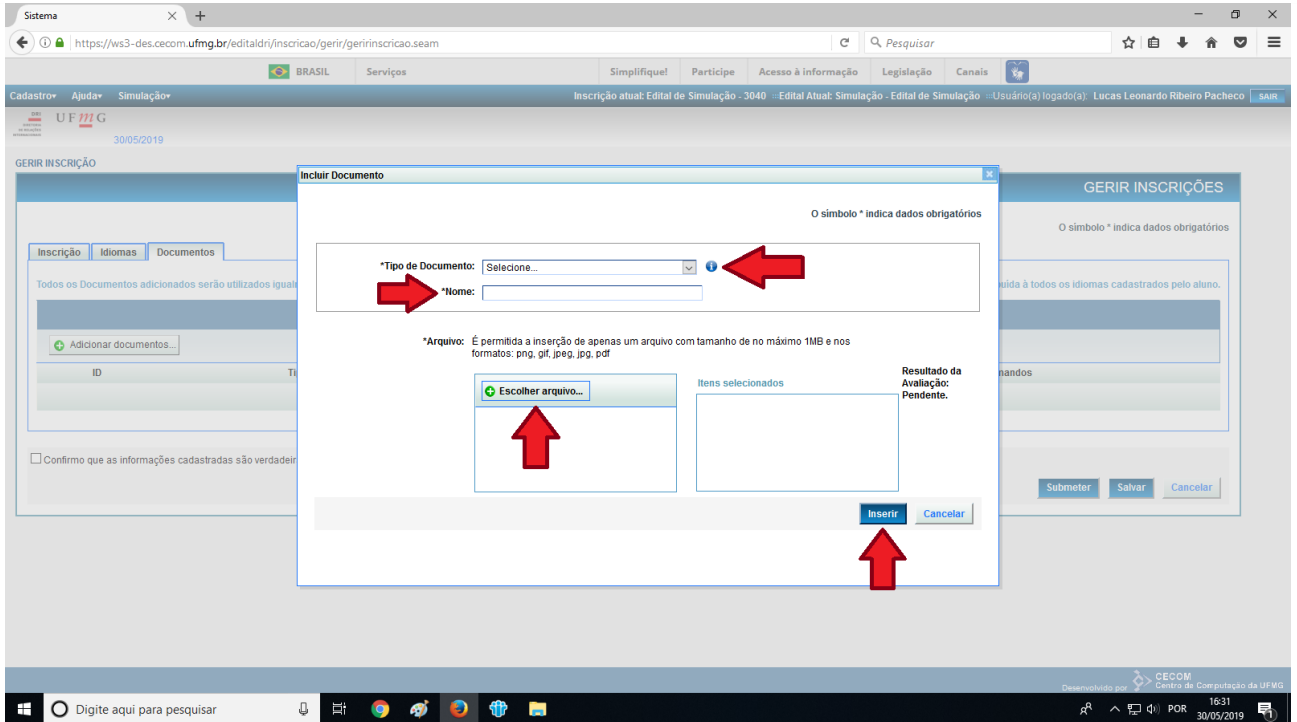 Sistema
https://ws3-des.cecom.ufmg.br/editaldri/inscricao/gerir/geririnscricao.seam
Pesquisar
BRASIL Serviços Simplifique! Participe Acesso à informação Legislação Canais
Cadastro Ajuda Simulação Inscrição atual: Edital de Simulação - 3040 Edital Atual: Simulação - Edital de Simulação Usuário(a) logado(a): Lucas Leonardo Ribeiro Pacheco SAIR
DRI
UFMG
30/05/2019
GERIR INSCRIÇÃO
Incluir Documento
GERIR INSCRIÇÕES
O símbolo * indica dados obrigatórios
O símbolo * indica dados obrigatórios
Inscrição Idiomas Documentos
*Tipo de Documento: Selecione...
Todos os Documentos adicionados serão utilizados à todos os idiomas cadastrados pelo aluno.
*Nome:
*Arquivo: É permitida a inserção de apenas um arquivo com tamanho de no máximo 1MB e nos
formatos: png, gif, jpeg, jpg, pdf
Adicionar documentos...
ID
Resultado da
Avaliação:
Pendente.
Itens selecionados
Escolher arquivo...
Confirmo que as informações cadastradas são
Submeter Salvar Cancelar
Inserir Cancelar
Desenvolvido por CECOM
Centro de Computação da UFMG
Digite aqui para pesquisar
POR
16:31
30/05/2019